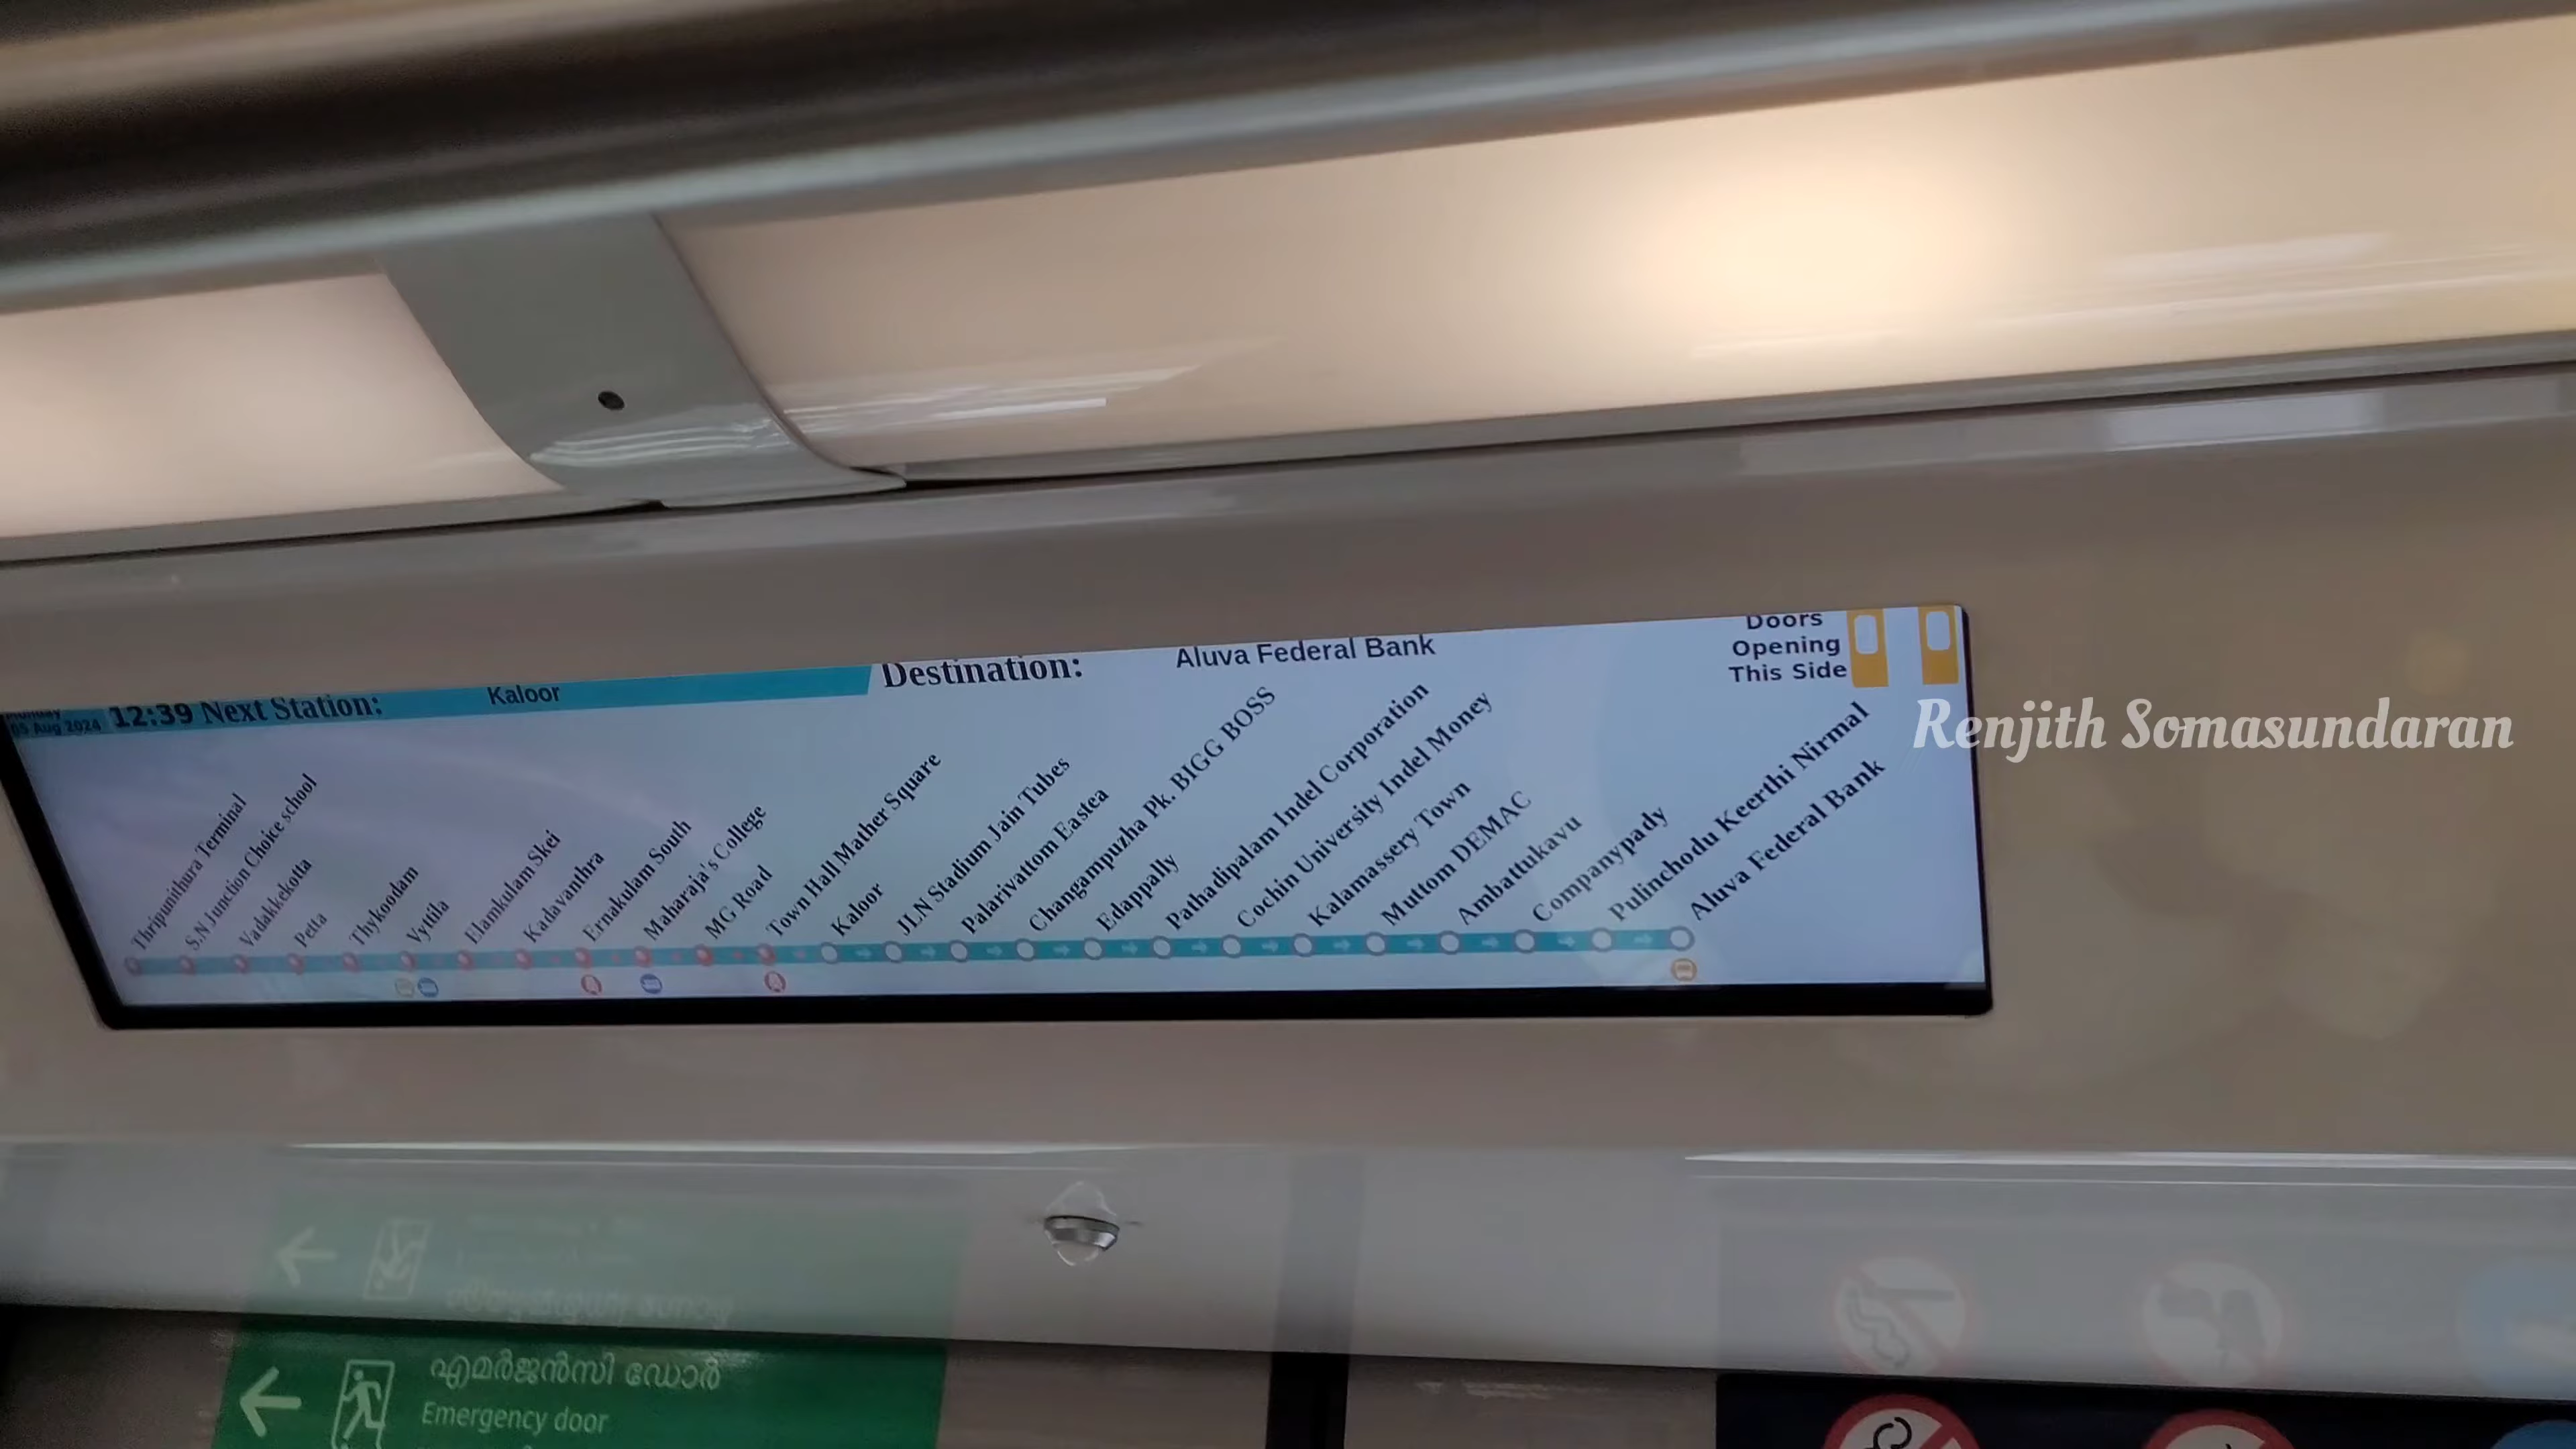 05 Aug 2024
12:39 Next Station: Kaloor
Destination: Aluva Federal Bank
Doors
Opening
This Side
Thripunithura Terminal
S.N Junction Choice school
Vadakkekotta
Petta
Thykoodam
Vyttila
Elamkulam Skei
Kadavanthra
Ernakulam South
Maharaja's College
MG Road
Town Hall Mather Square
Kaloor
JLN Stadium Jain Tubes
Palarivattom Eastea
Changampuzha Pk. BIGG BOSS
Edappally
Pathadipalam Indel Corporation
Cochin University Indel Money
Kalamassery Town
Muttom DEMAC
Ambattukavu
Companypady
Pulinchodu Keerthi Nirmal
Aluva Federal Bank
Renjith Somasundaran
എമർജൻസി ഡോർ
Emergency door